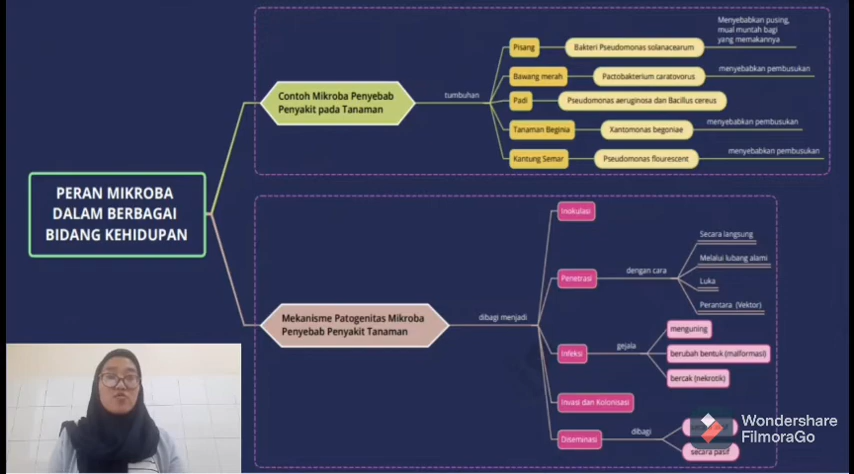 PERAN MIKROBA
DALAM BERBAGAI
BIDANG KEHIDUPAN
Contoh Mikroba Penyebab
Penyakit pada Tanaman
tumbuhan
Pisang
Bakteri Pseudomonas solanacearum
Menyebabkan pusing,
mual muntah bagi
yang memakannya
Bawang merah
Pactobakterium caratovorus
menyebabkan pembusukan
Padi
Pseudomonas aeruginosa dan Bacillus cereus
Tanaman Beginia
Xantomonas begoniae
menyebabkan pembusukan
Kantung Semar
Pseudomonas flourescent
menyebabkan pembusukan
Mekanisme Patogenitas Mikroba
Penyebab Penyakit Tanaman
dibagi menjadi
Inokulasi
Penetrasi
dengan cara
Secara langsung
Melalui lubang alami
Luka
Perantara (Vektor)
Infeksi
gejala
menguning
berubah bentuk (malformasi)
bercak (nekrotik)
Invasi dan Kolonisasi
Diseminasi
dibagi
secara pasif
Wondershare
FilmoraGo